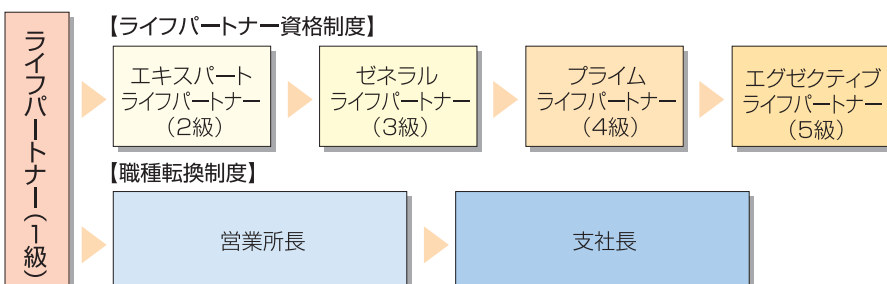 ライフパートナー(1級)
【ライフパートナー資格制度】
エキスパート
ライフパートナー
(2級)
ゼネラル
ライフパートナー
(3級)
プライム
ライフパートナー
(4級)
エグゼクティブ
ライフパートナー
(5級)
【職種転換制度】
営業所長
支社長